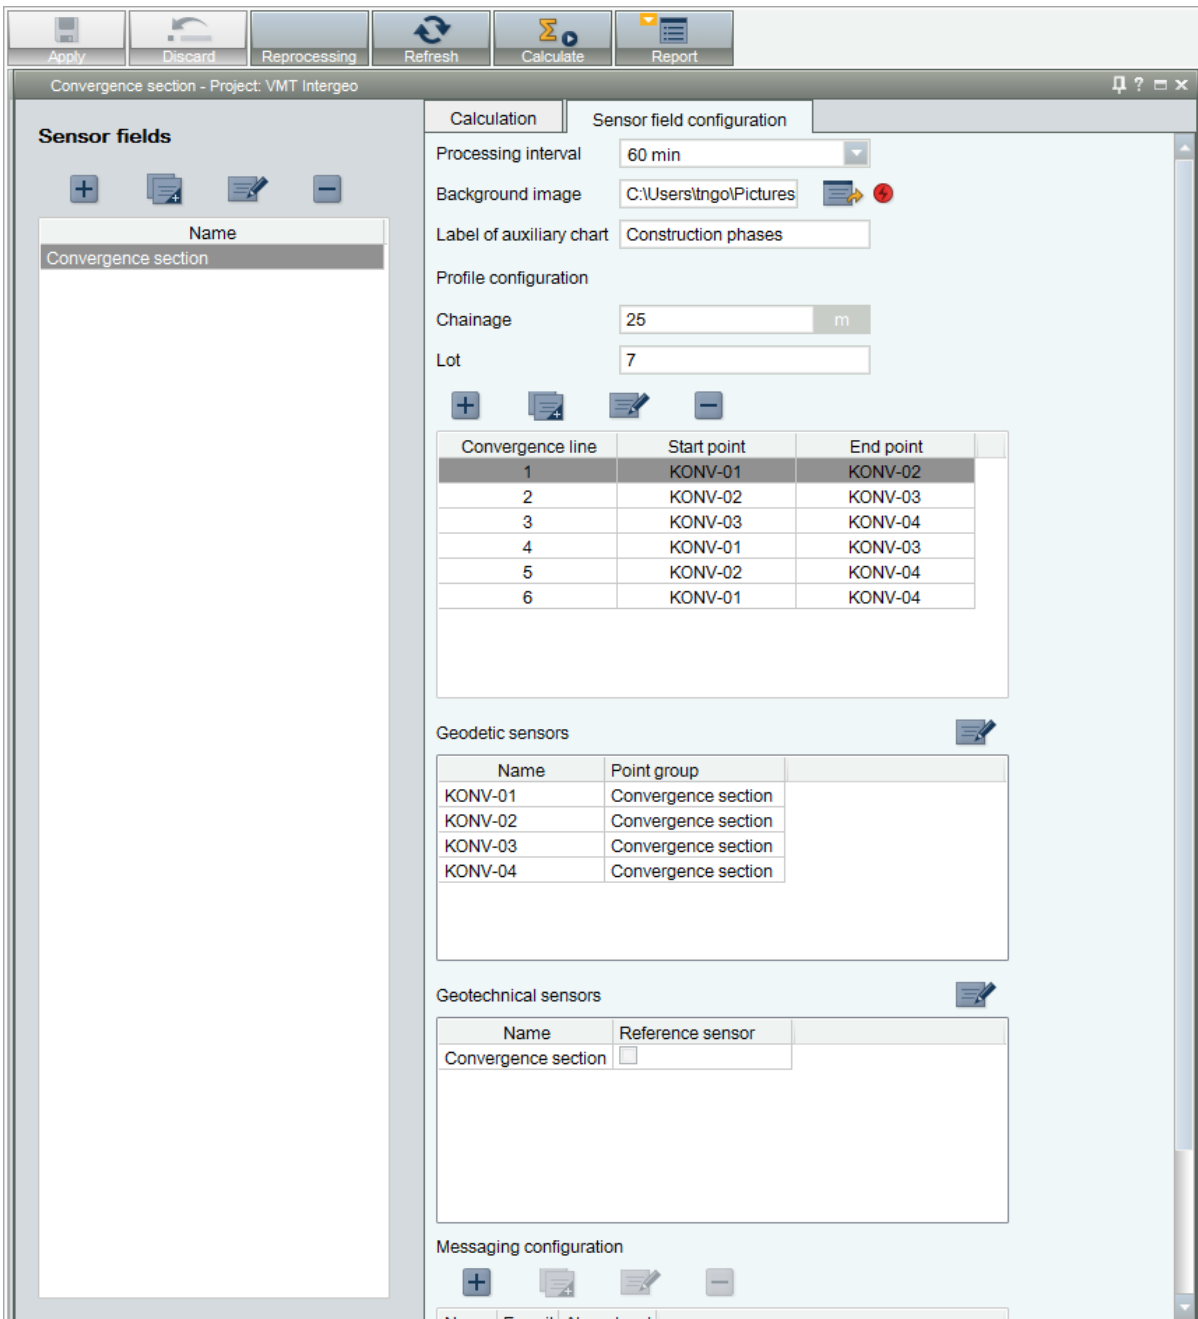 Apply Discard Reprocessing Refresh Calculate Report
Convergence section - Project: VMT Intergeo
Sensor fields
Name
Convergence section
Calculation Sensor field configuration
Processing interval 60 min
Background image C:\Users\tngo\Pictures
Label of auxiliary chart Construction phases
Profile configuration
Chainage 25 m
Lot 7
Convergence line Start point End point
1 KONV-01 KONV-02
2 KONV-02 KONV-03
3 KONV-03 KONV-04
4 KONV-01 KONV-03
5 KONV-02 KONV-04
6 KONV-01 KONV-04
Geodetic sensors
Name Point group
KONV-01 Convergence section
KONV-02 Convergence section
KONV-03 Convergence section
KONV-04 Convergence section
Geotechnical sensors
Name Reference sensor
Convergence section
Messaging configuration